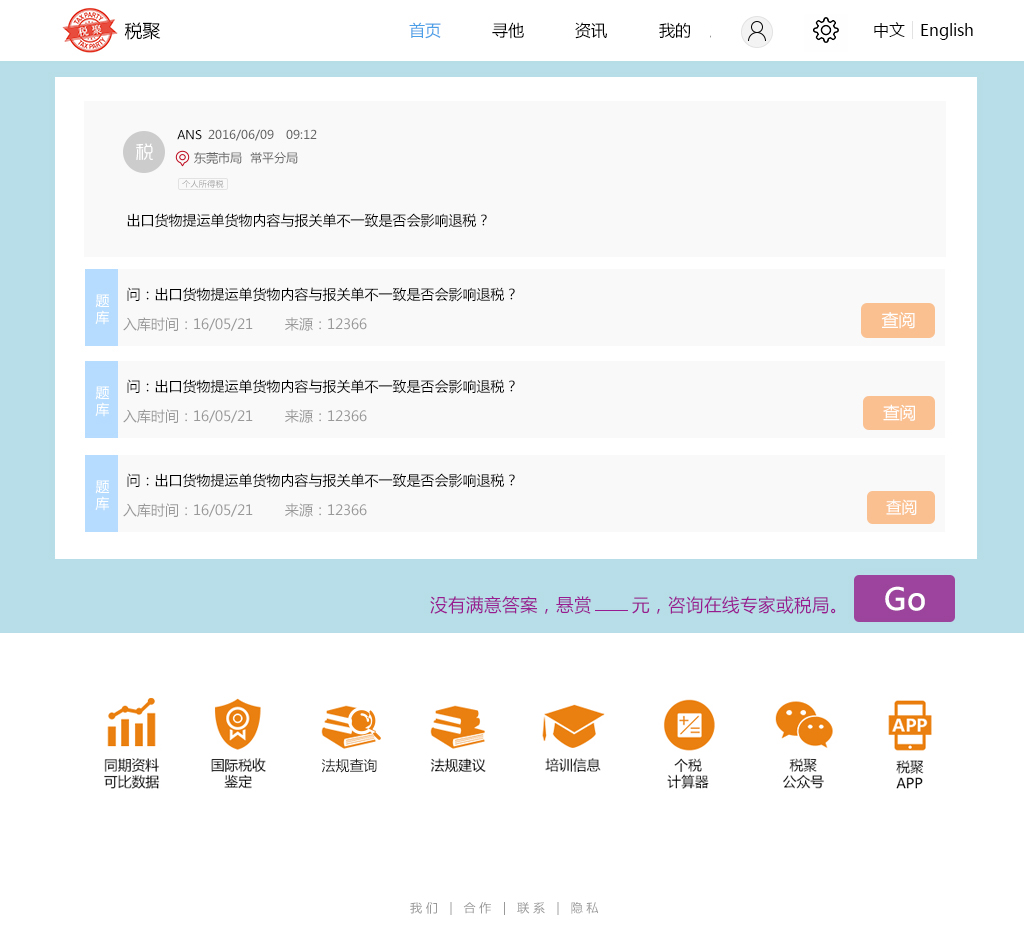 TAX PARTY
税聚
TAX PARTY
税聚 首页 寻他 资讯 我的 中文 English
税
ANS 2016/06/09 09:12
东莞市局 常平分局
个人所得税
出口货物提运单货物内容与报关单不一致是否会影响退税？
题库
问：出口货物提运单货物内容与报关单不一致是否会影响退税？
入库时间：16/05/21 来源：12366
查阅
题库
问：出口货物提运单货物内容与报关单不一致是否会影响退税？
入库时间：16/05/21 来源：12366
查阅
题库
问：出口货物提运单货物内容与报关单不一致是否会影响退税？
入库时间：16/05/21 来源：12366
查阅
没有满意答案，悬赏___元，咨询在线专家或税局。 Go
同期资料
可比数据
国际税收
鉴定
法规查询
法规建议
培训信息
个税
计算器
税聚
公众号
APP
税聚
APP
我们 | 合作 | 联系 | 隐私